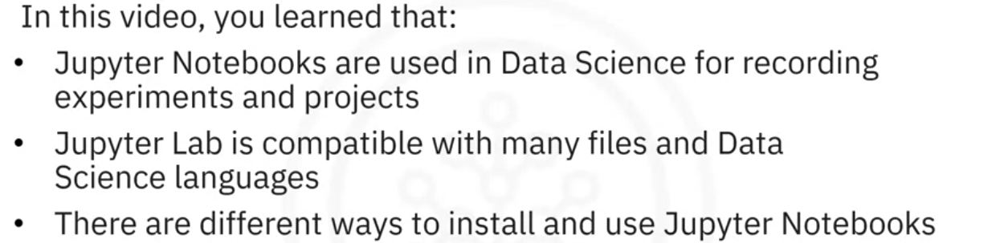 In this video, you learned that:
• Jupyter Notebooks are used in Data Science for recording
experiments and projects
• Jupyter Lab is compatible with many files and Data
Science languages
• There are different ways to install and use Jupyter Notebooks